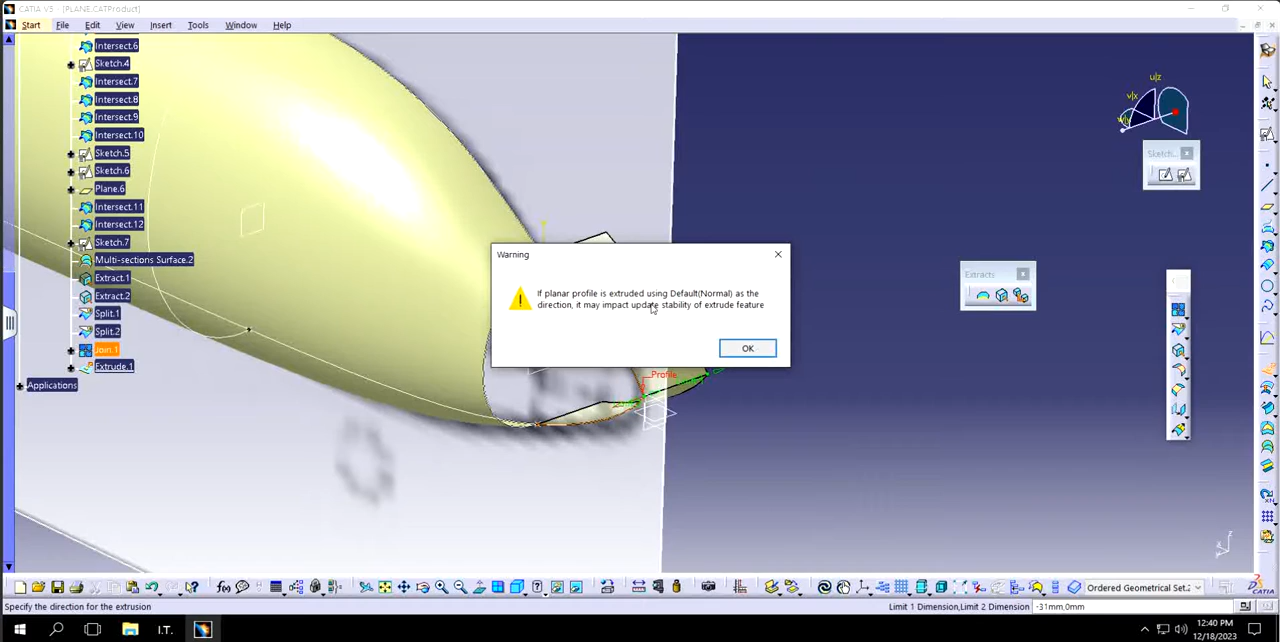 CATIA V5 - [PLANE.CATProduct]
Start File Edit View Insert Tools Window Help
Intersect.6
Sketch.4
Intersect.7
Intersect.8
Intersect.9
Intersect.10
Sketch.5
Sketch.6
Plane.6
Intersect.11
Intersect.12
Sketch.7
Multi-sections Surface.2
Extract.1
Extract.2
Split.1
Split.2
Join.1
Extrude.1
Applications
u|z
v|x
Sketch...
Warning
If planar profile is extruded using Default(Normal) as the
direction, it may impact update stability of extrude feature
OK
Profile
Extracts
Ordered Geometrical Set.2
CATIA
Specify the direction for the extrusion
Limit 1 Dimension,Limit 2 Dimension -31mm,0mm
I.T.
12:40 PM
12/18/2023